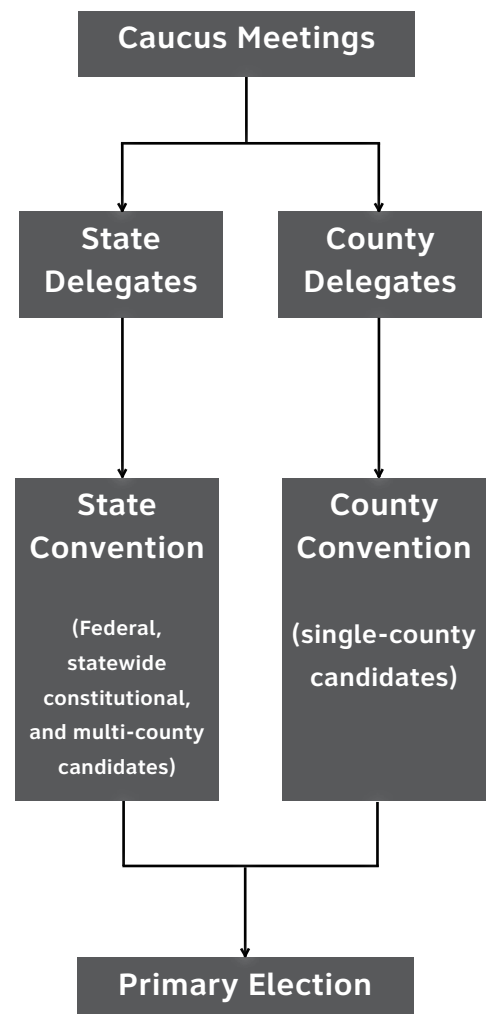 Caucus Meetings
State
Delegates
County
Delegates
State
Convention
(Federal,
statewide
constitutional,
and multi-county
candidates)
County
Convention
(single-county
candidates)
Primary Election